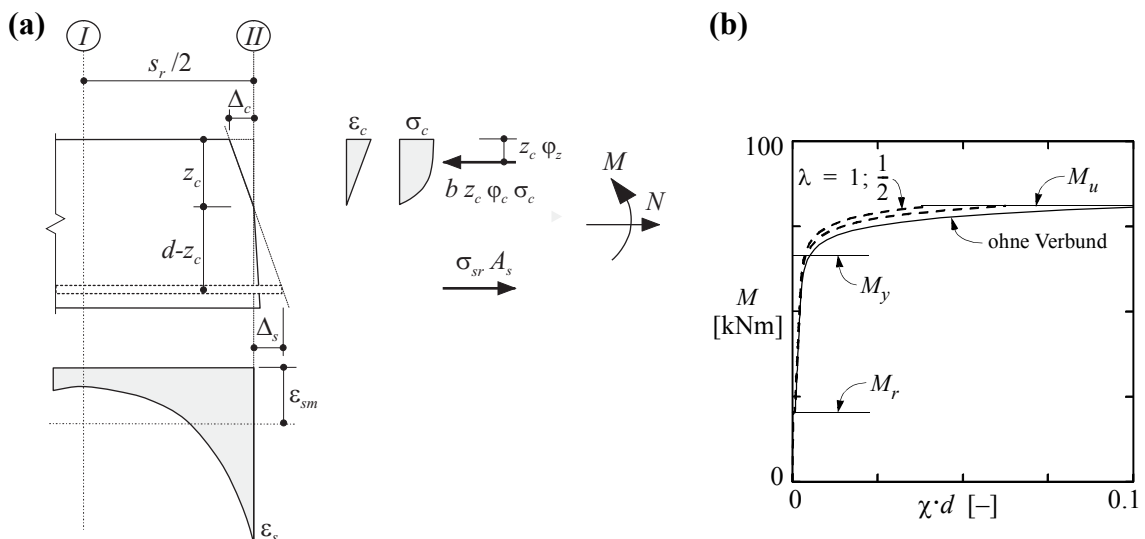 (a)
I
II
s_r /2
Δ_c
z_c
d-z_c
Δ_s
ε_sm
ε_s
ε_c
σ_c
z_c φ_z
b z_c φ_c σ_c
σ_sr A_s
M
N
(b)
100
λ = 1; 1/2
M_u
ohne Verbund
M_y
M
[kNm]
M_r
0
0
χ·d [–]
0.1